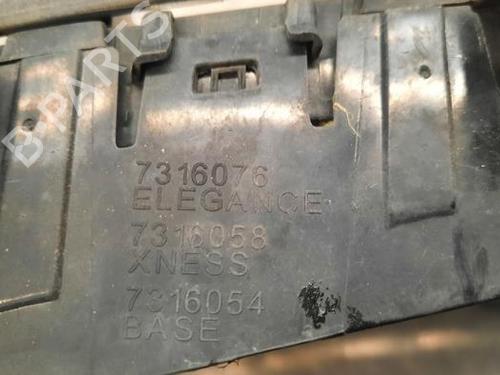 B-PARTS
7316076
ELEGANCE
7316058
XNESS
7316054
BASE